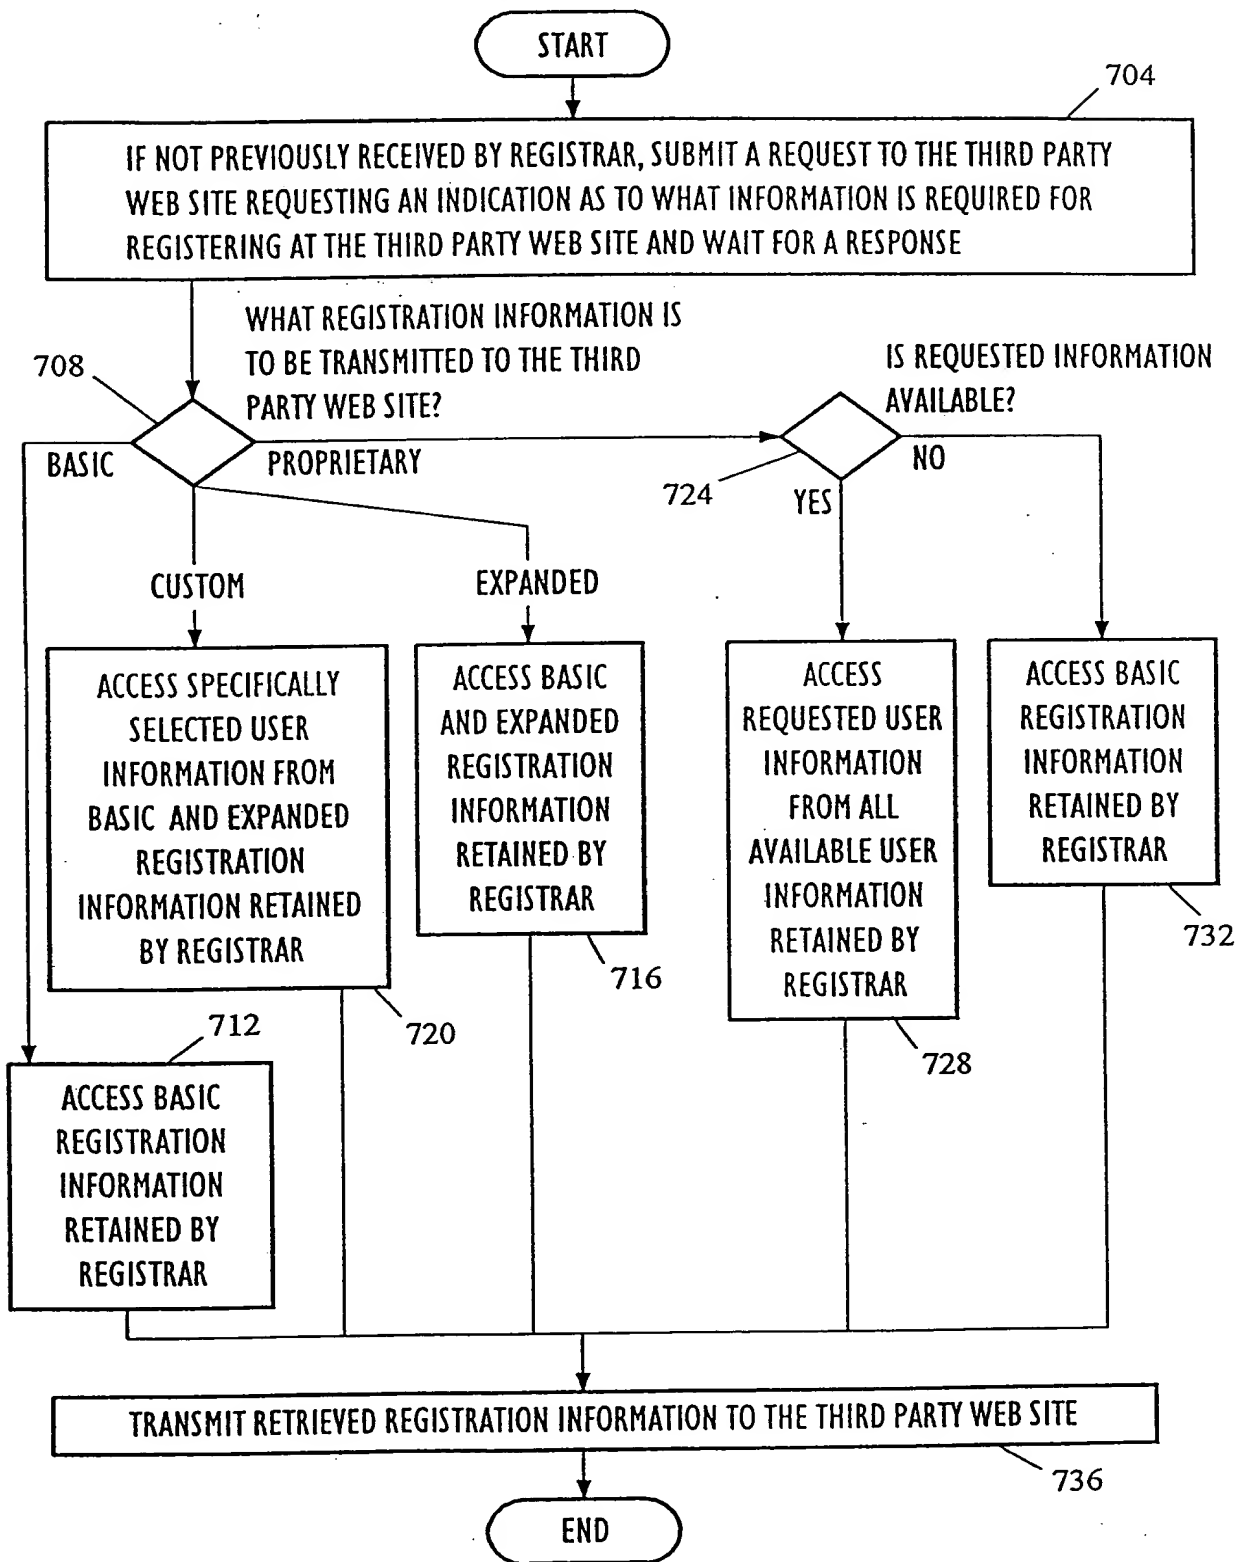 START
704
IF NOT PREVIOUSLY RECEIVED BY REGISTRAR, SUBMIT A REQUEST TO THE THIRD PARTY
WEB SITE REQUESTING AN INDICATION AS TO WHAT INFORMATION IS REQUIRED FOR
REGISTERING AT THE THIRD PARTY WEB SITE AND WAIT FOR A RESPONSE
WHAT REGISTRATION INFORMATION IS
TO BE TRANSMITTED TO THE THIRD
PARTY WEB SITE?
708
IS REQUESTED INFORMATION
AVAILABLE?
BASIC
PROPRIETARY
724
YES
NO
CUSTOM
EXPANDED
ACCESS SPECIFICALLY
SELECTED USER
INFORMATION FROM
BASIC AND EXPANDED
REGISTRATION
INFORMATION RETAINED
BY REGISTRAR
720
ACCESS BASIC
AND EXPANDED
REGISTRATION
INFORMATION
RETAINED BY
REGISTRAR
716
ACCESS
REQUESTED USER
INFORMATION
FROM ALL
AVAILABLE USER
INFORMATION
RETAINED BY
REGISTRAR
728
ACCESS BASIC
REGISTRATION
INFORMATION
RETAINED BY
REGISTRAR
732
712
ACCESS BASIC
REGISTRATION
INFORMATION
RETAINED BY
REGISTRAR
TRANSMIT RETRIEVED REGISTRATION INFORMATION TO THE THIRD PARTY WEB SITE
736
END